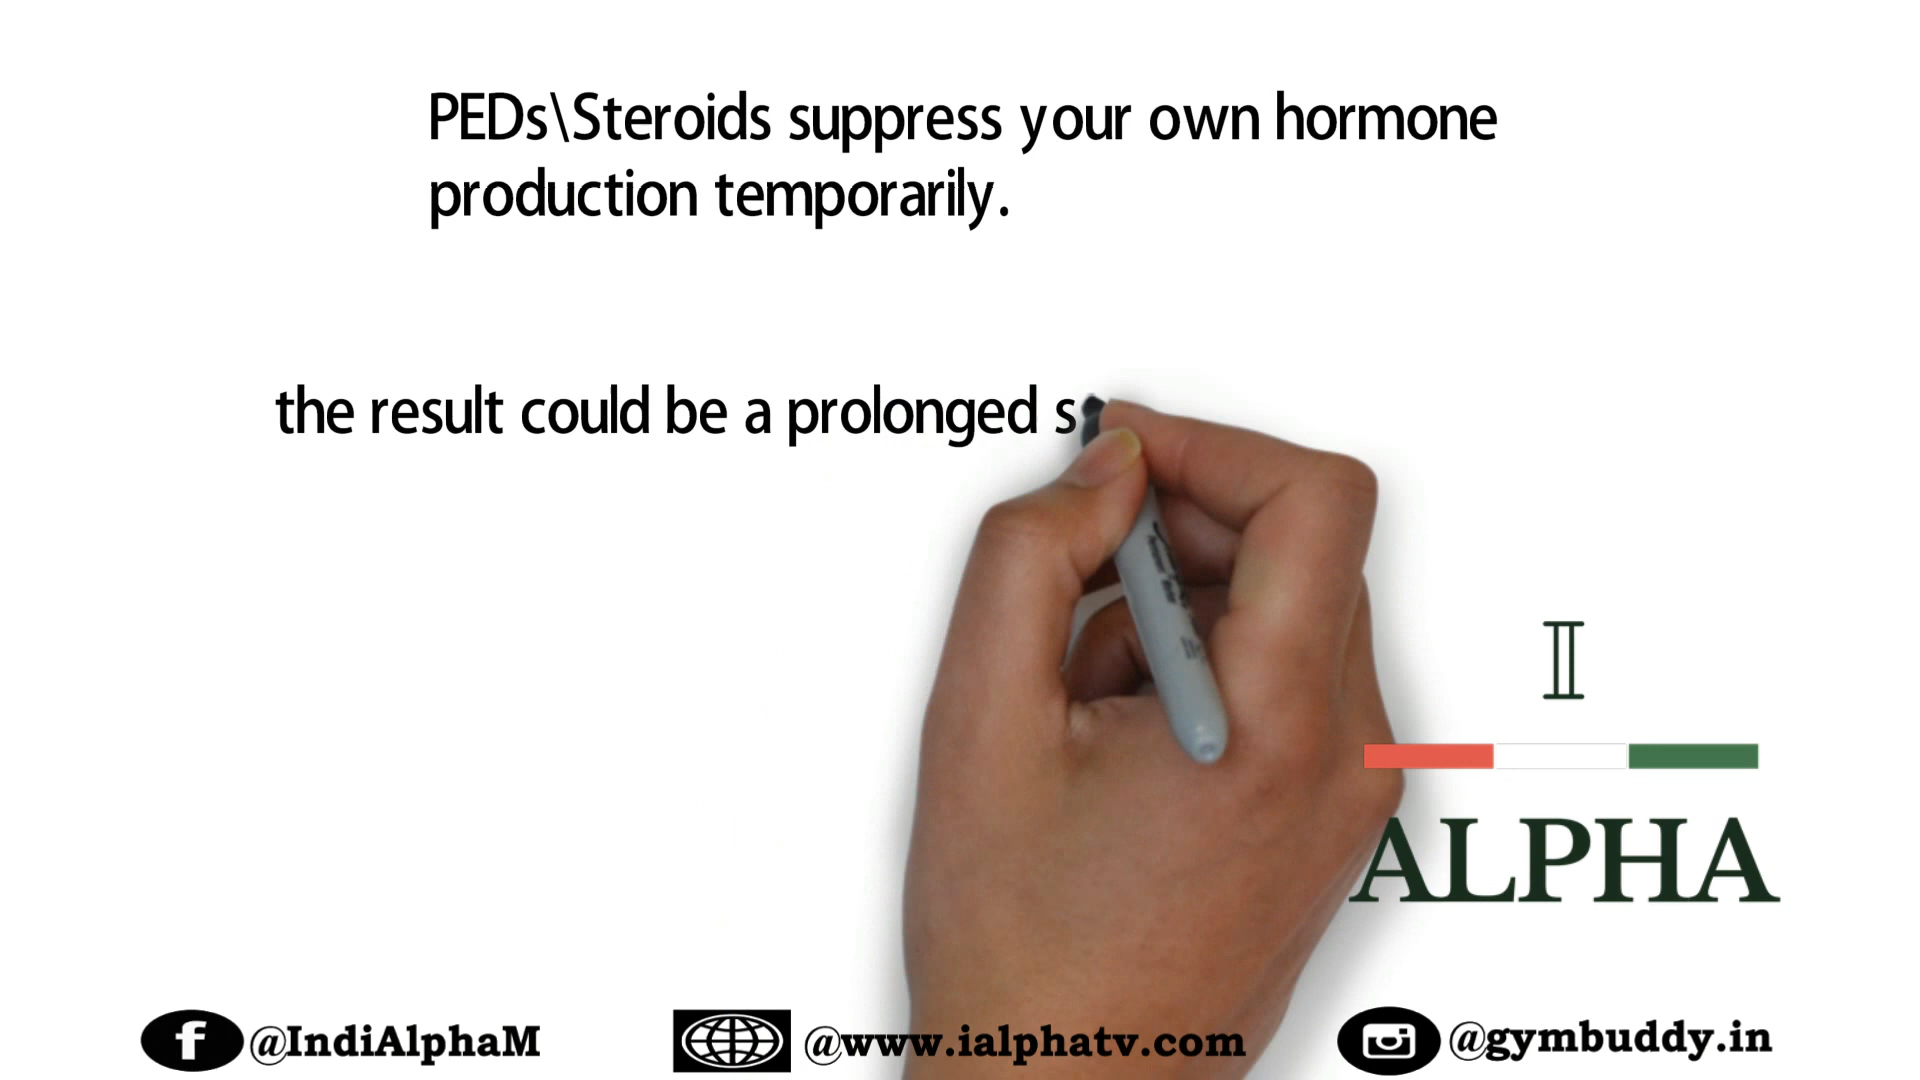 PEDs\Steroids suppress your own hormone
production temporarily.
the result could be a prolonged s
II
ALPHA
@IndiAlphaM
@www.ialphatv.com
@gymbuddy.in